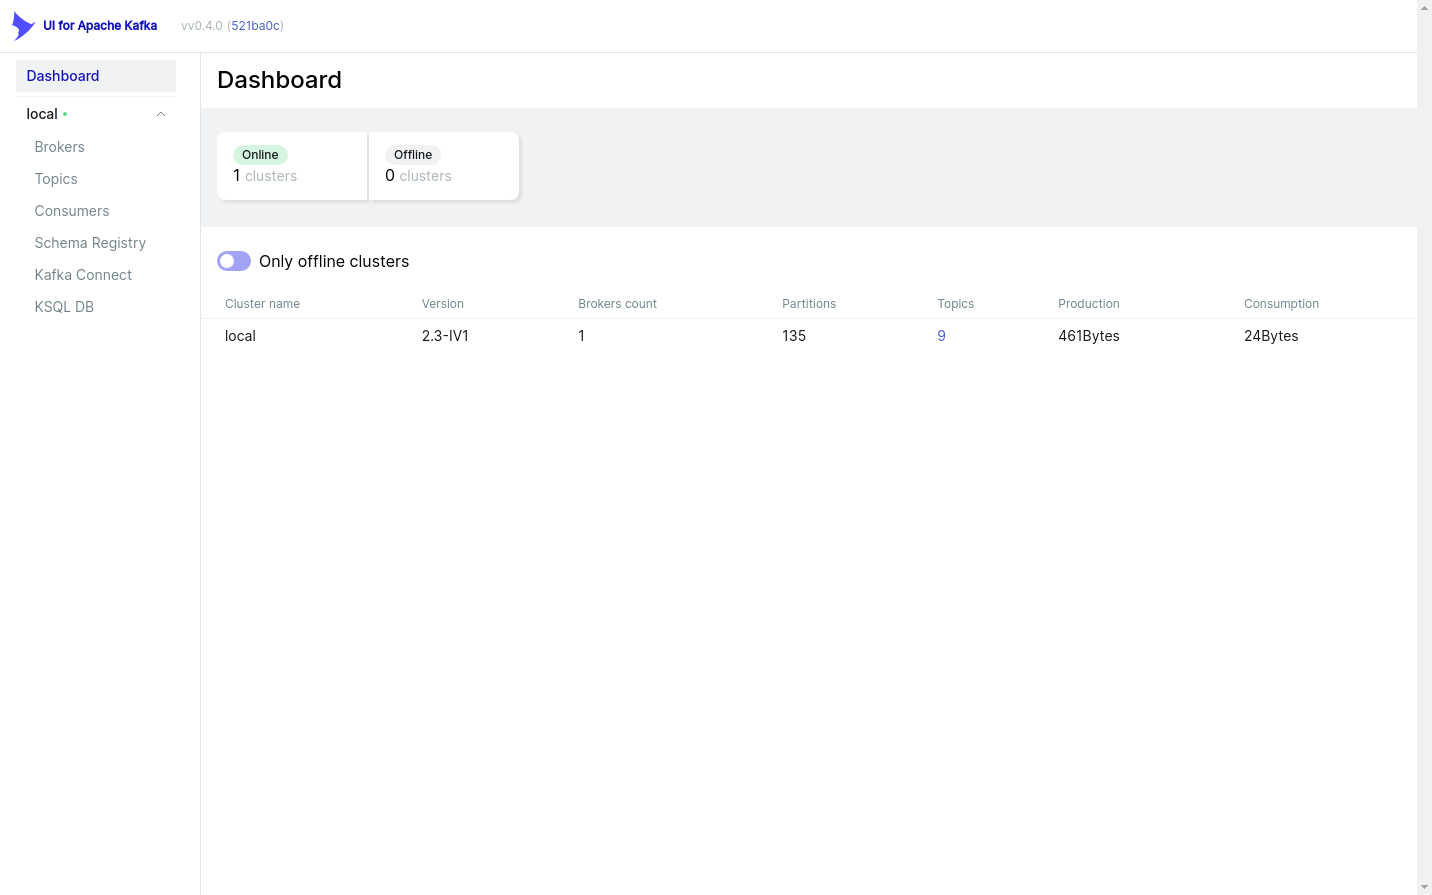 UI for Apache Kafka vv0.4.0 (521ba0c)
Dashboard
local
Brokers
Topics
Consumers
Schema Registry
Kafka Connect
KSQL DB
Dashboard
Online
1 clusters
Offline
0 clusters
Only offline clusters
Cluster name Version Brokers count Partitions Topics Production Consumption
local 2.3-IV1 1 135 9 461Bytes 24Bytes